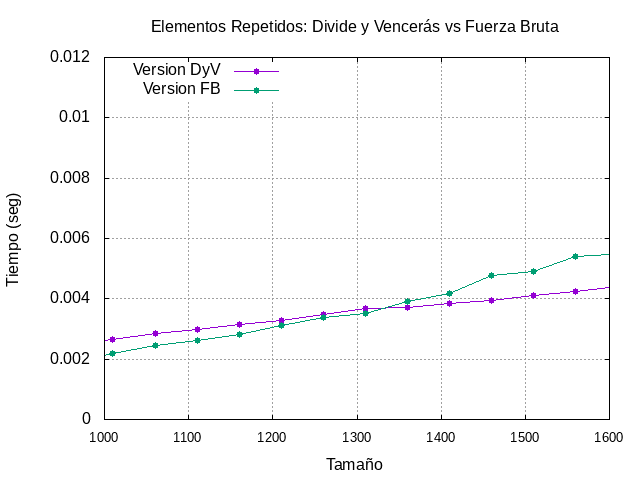 Elementos Repetidos: Divide y Vencerás vs Fuerza Bruta
0.012
Version DyV
Version FB
0.01
0.008
Tiempo (seg)
0.006
0.004
0.002
0
1000 1100 1200 1300 1400 1500 1600
Tamaño